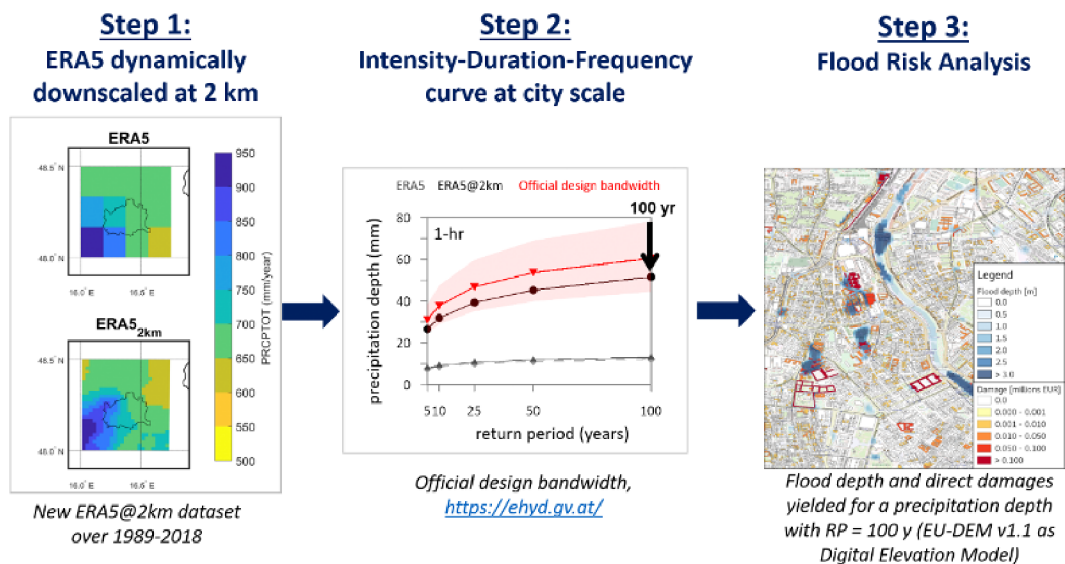 Step 1:
ERA5 dynamically
downscaled at 2 km
Step 2:
Intensity-Duration-Frequency
curve at city scale
Step 3:
Flood Risk Analysis
ERA5
48.5°N
48.0°N
16.0°E
16.5°E
ERA5 2km
48.5°N
48.0°N
16.0°E
16.5°E
950
900
850
800
750
700
650
600
550
500
PRCPTOT (mm/year)
New ERA5@2km dataset
over 1989-2018
ERA5 ERA5@2km Official design bandwidth
100 yr
1-hr
precipitation depth (mm)
80
60
40
20
0
5 10 25 50 100
return period (years)
Official design bandwidth,
https://ehyd.gv.at/
Legend
Flood depth [m]
0.0
0.5
1.0
1.5
2.0
2.5
> 3.0
Damage [millions EUR]
0.0
0.000 - 0.001
0.001 - 0.010
0.010 - 0.050
0.050 - 0.100
> 0.100
Flood depth and direct damages
yielded for a precipitation depth
with RP = 100 y (EU-DEM v1.1 as
Digital Elevation Model)